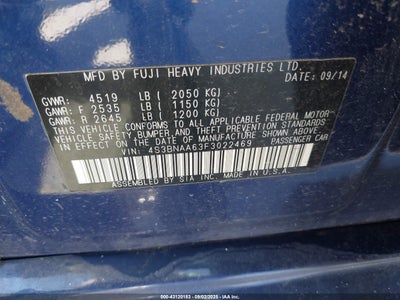 MFD BY FUJI HEAVY INDUSTRIES LTD.
DATE: 09/14
GVWR: 4519 LB ( 2050 KG)
GAWR: F 2535 LB ( 1150 KG)
GAWR: R 2645 LB ( 1200 KG)
THIS VEHICLE CONFORMS TO ALL APPLICABLE FEDERAL MOTOR
VEHICLE SAFETY, BUMPER, AND THEFT PREVENTION STANDARDS
IN EFFECT ON THE DATE OF MANUFACTURE SHOWN ABOVE.
VIN: 4S3BNAA63F3022469 PASSENGER CAR
ASSEMBLED BY SIA, INC. IN U.S.A.
IAA 000-43120153 (09/02/2025 - USA)